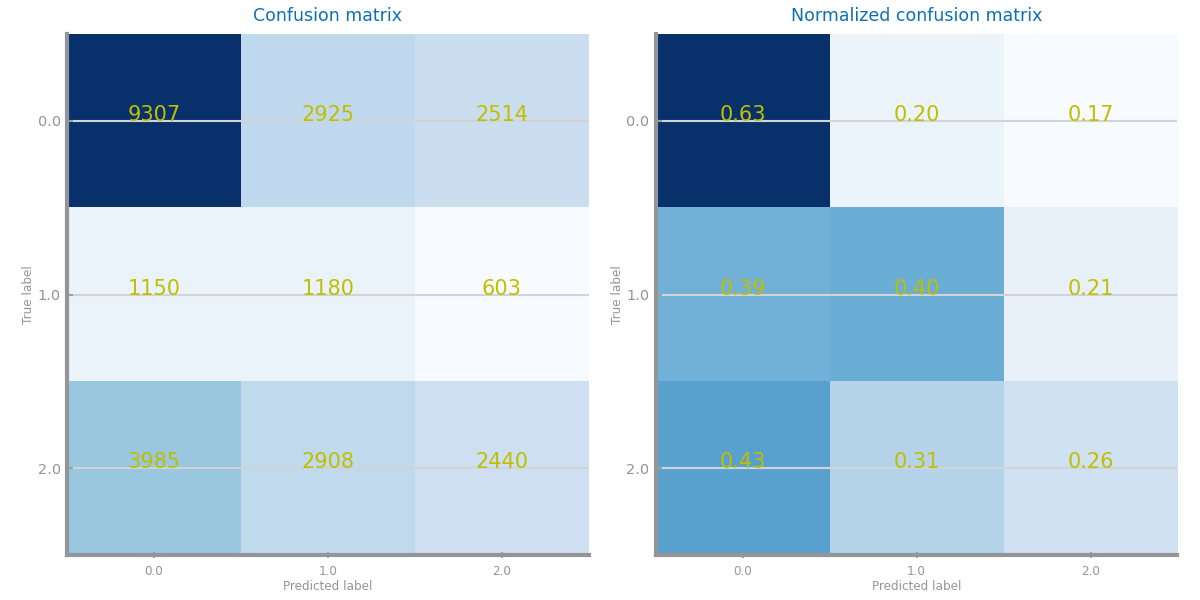 Confusion matrix
9307 2925 2514
0.0
1150 1180 603
1.0
3985 2908 2440
2.0
True label
0.0 1.0 2.0
Predicted label
Normalized confusion matrix
0.63 0.20 0.17
0.0
0.39 0.40 0.21
1.0
0.43 0.31 0.26
2.0
True label
0.0 1.0 2.0
Predicted label